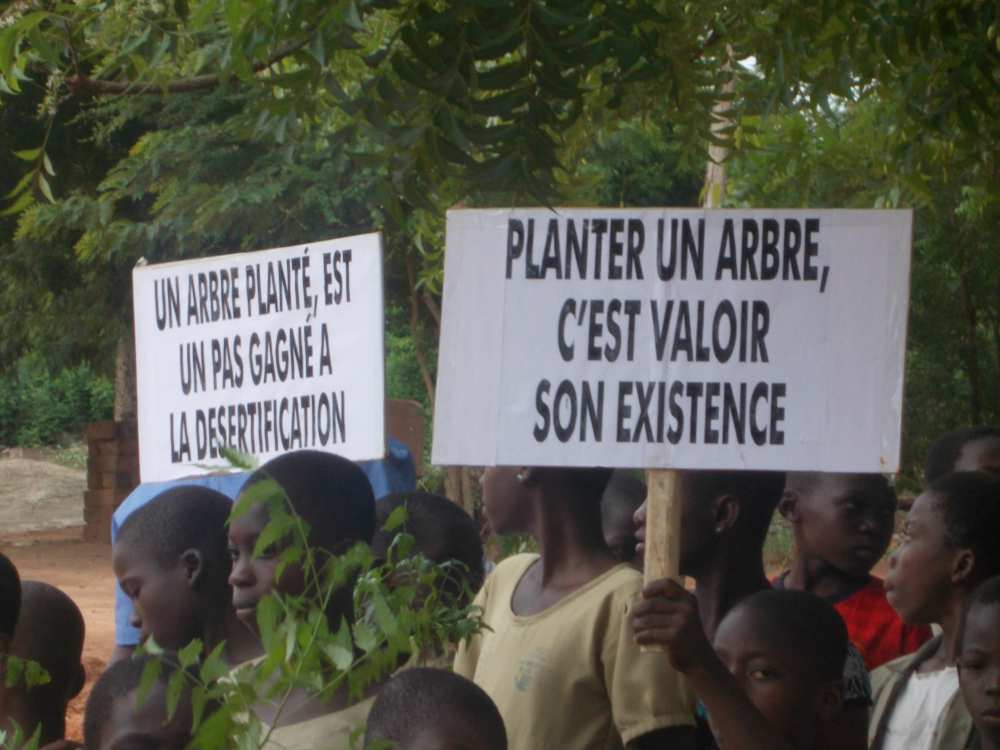 UN ARBRE PLANTÉ, EST
UN PAS GAGNÉ A
LA DESERTIFICATION
PLANTER UN ARBRE,
C'EST VALOIR
SON EXISTENCE